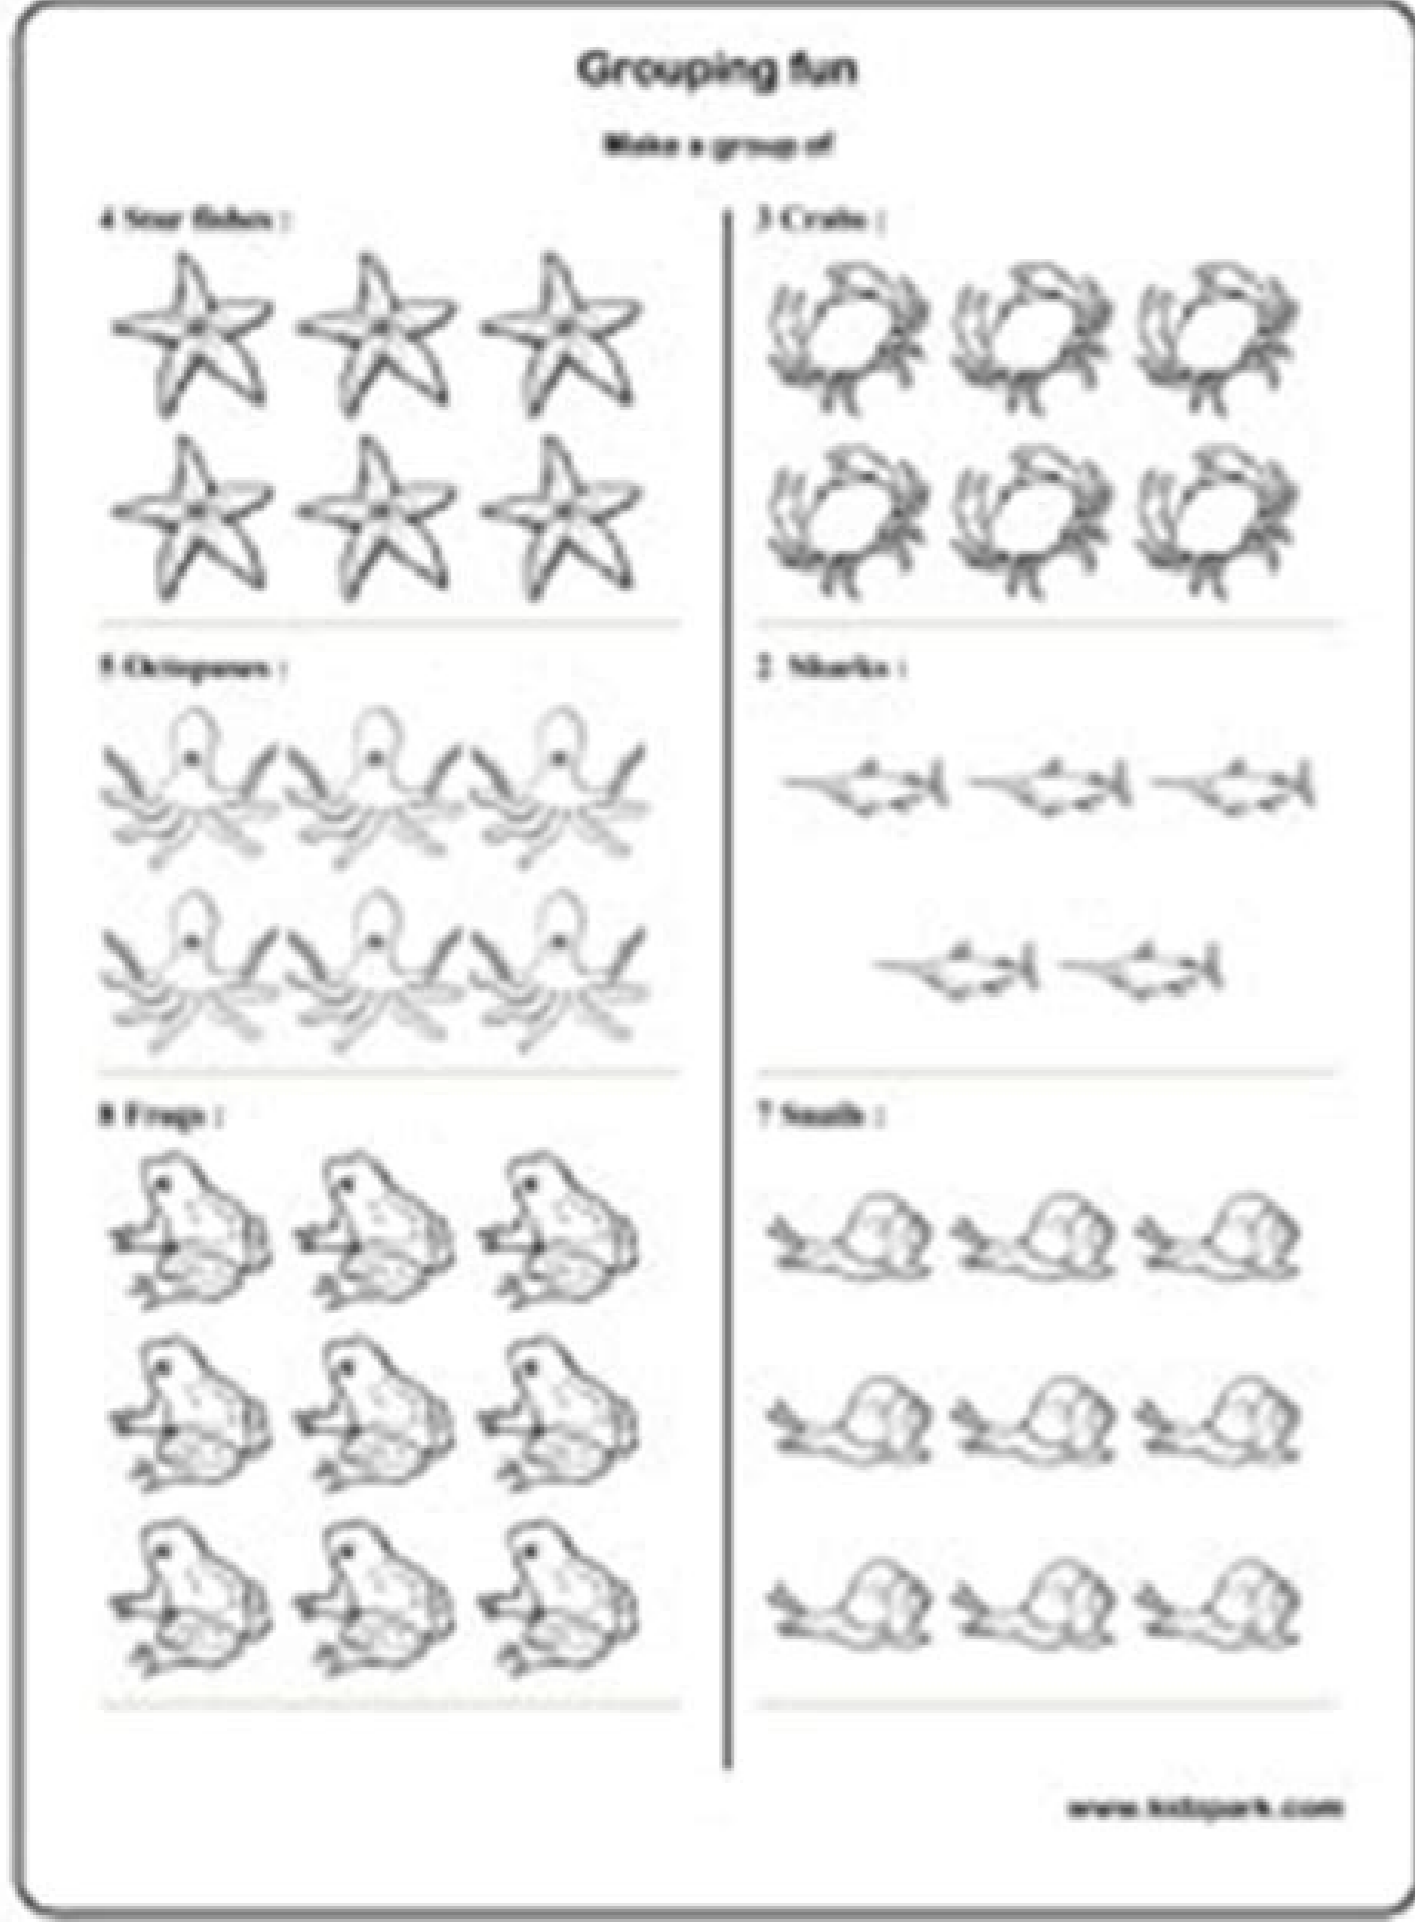 Grouping fun
Make a group of
4 Star fishes :
3 Crabs :
5 Octopuses :
2 Sharks :
8 Frogs :
7 Snails :
www.kidzpark.com